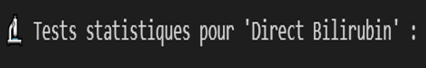 🔬 Tests statistiques pour 'Direct Bilirubin' :